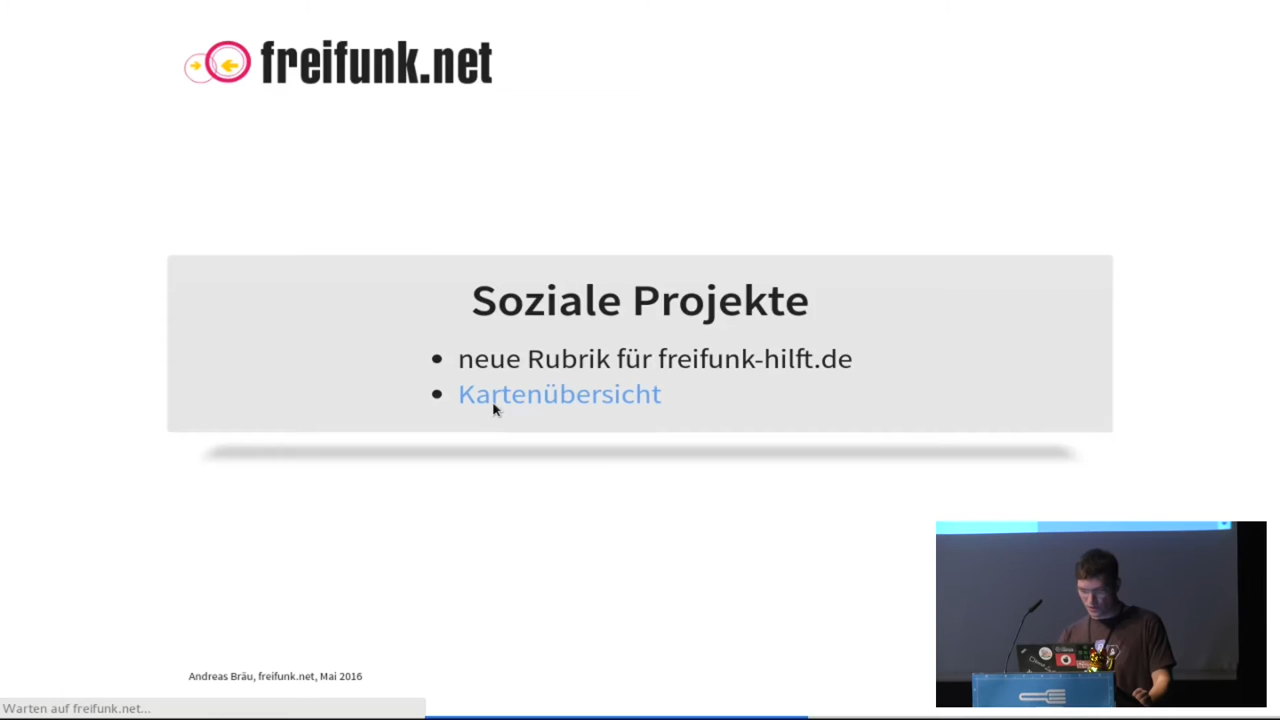 freifunk.net
Soziale Projekte
neue Rubrik für freifunk-hilft.de
Kartenübersicht
Andreas Bräu, freifunk.net, Mai 2016
Warten auf freifunk.net...